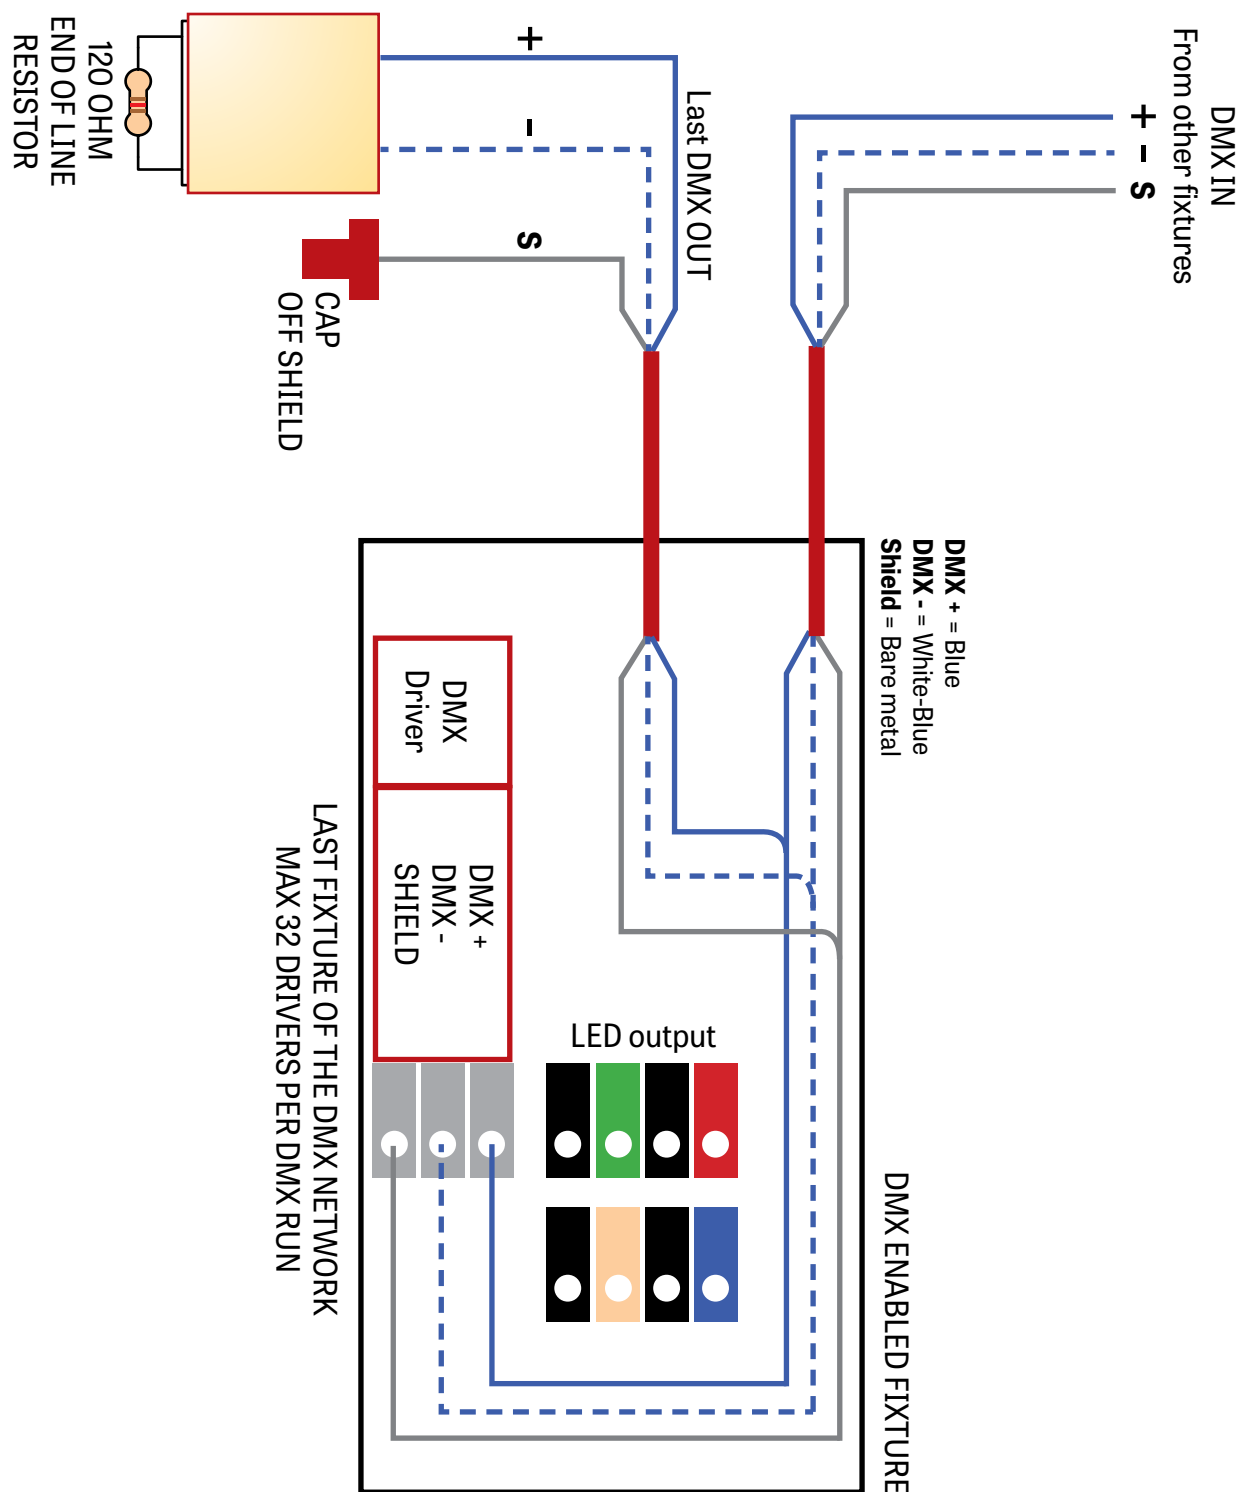 DMX IN
From other fixtures
+
-
S
Last DMX OUT
+
-
S
120 OHM
END OF LINE
RESISTOR
CAP
OFF SHIELD
DMX + = Blue
DMX - = White-Blue
Shield = Bare metal
DMX
Driver
DMX +
DMX -
SHIELD
LED output
DMX ENABLED FIXTURE
LAST FIXTURE OF THE DMX NETWORK
MAX 32 DRIVERS PER DMX RUN